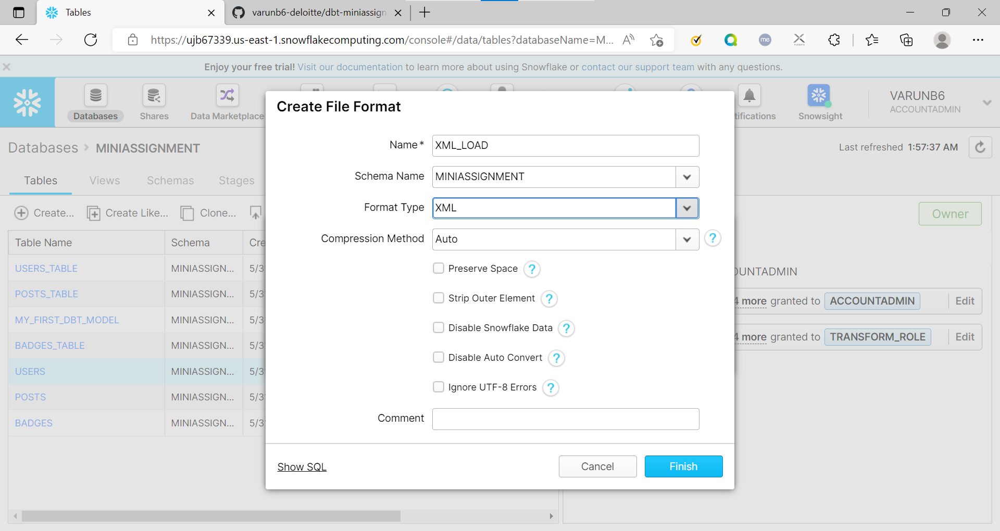 Tables
varunb6-deloitte/dbt-miniassign
https://ujb67339.us-east-1.snowflakecomputing.com/console#/data/tables?databaseName=M...
me
Enjoy your free trial! Visit our documentation to learn more about using Snowflake or contact our support team with any questions.
Databases
Shares
Data Marketplace
tifications
Snowsight
VARUNB6
ACCOUNTADMIN
Databases > MINIASSIGNMENT
Last refreshed 1:57:37 AM
Tables Views Schemas Stages
Create... Create Like... Clone...
Owner
Table Name Schema Cre
USERS_TABLE MINIASSIGN... 5/3
POSTS_TABLE MINIASSIGN... 5/3
MY_FIRST_DBT_MODEL MINIASSIGN... 5/3
BADGES_TABLE MINIASSIGN... 5/3
USERS MINIASSIGN... 5/3
POSTS MINIASSIGN... 5/3
BADGES MINIASSIGN... 5/3
OUNTADMIN
4 more granted to ACCOUNTADMIN Edit
4 more granted to TRANSFORM_ROLE Edit
Create File Format
Name* XML_LOAD
Schema Name MINIASSIGNMENT
Format Type XML
Compression Method Auto ?
Preserve Space ?
Strip Outer Element ?
Disable Snowflake Data ?
Disable Auto Convert ?
Ignore UTF-8 Errors ?
Comment
Show SQL
Cancel
Finish